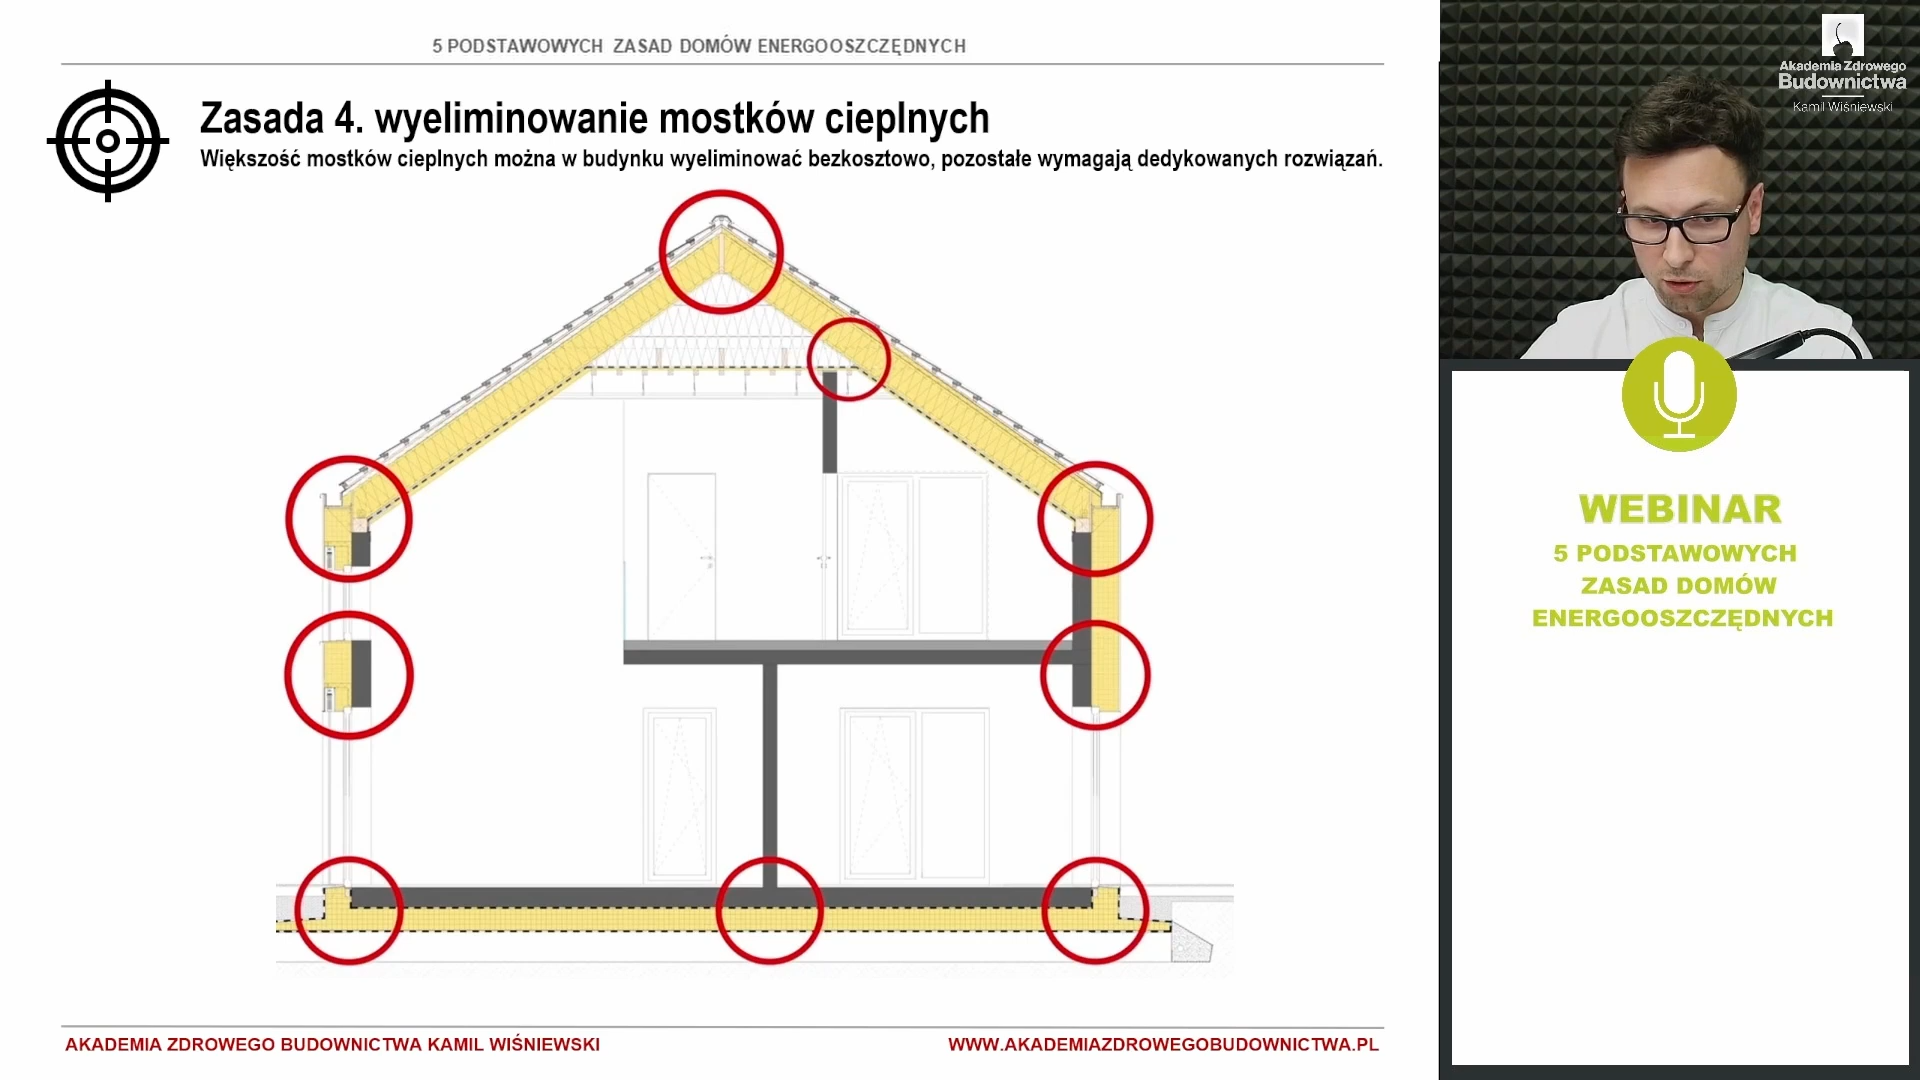 5 PODSTAWOWYCH ZASAD DOMÓW ENERGOOSZCZĘDNYCH
Zasada 4. wyeliminowanie mostków cieplnych
Większość mostków cieplnych można w budynku wyeliminować bezkosztowo, pozostałe wymagają dedykowanych rozwiązań.
AKADEMIA ZDROWEGO BUDOWNICTWA KAMIL WIŚNIEWSKI
WWW.AKADEMIAZDROWEGOBUDOWNICTWA.PL
Akademia Zdrowego
Budownictwa
Kamil Wiśniewski
WEBINAR
5 PODSTAWOWYCH
ZASAD DOMÓW
ENERGOOSZCZĘDNYCH